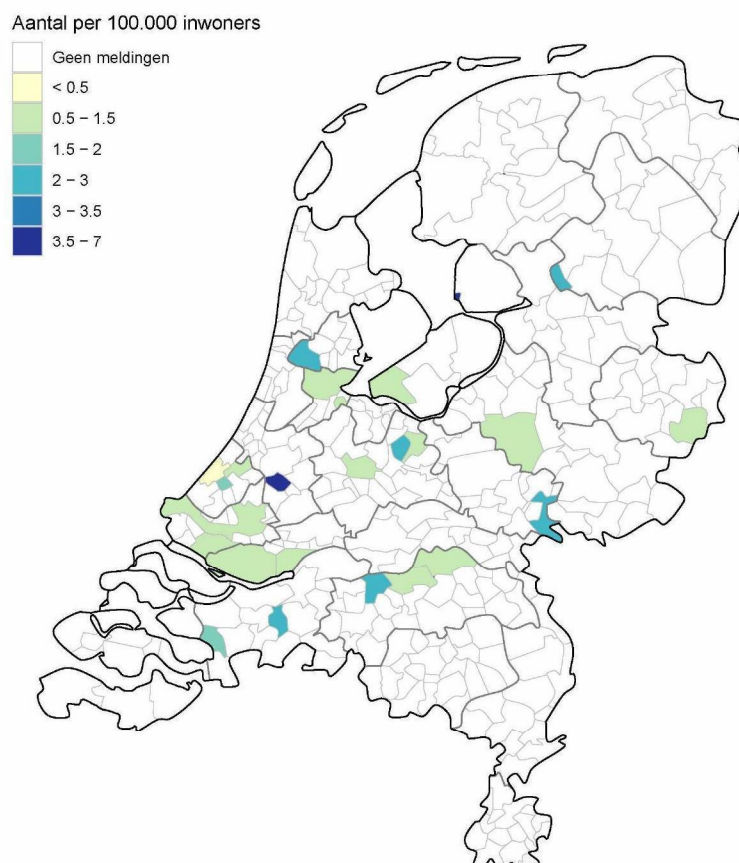 Aantal per 100.000 inwoners
Geen meldingen
< 0.5
0.5 – 1.5
1.5 – 2
2 – 3
3 – 3.5
3.5 – 7